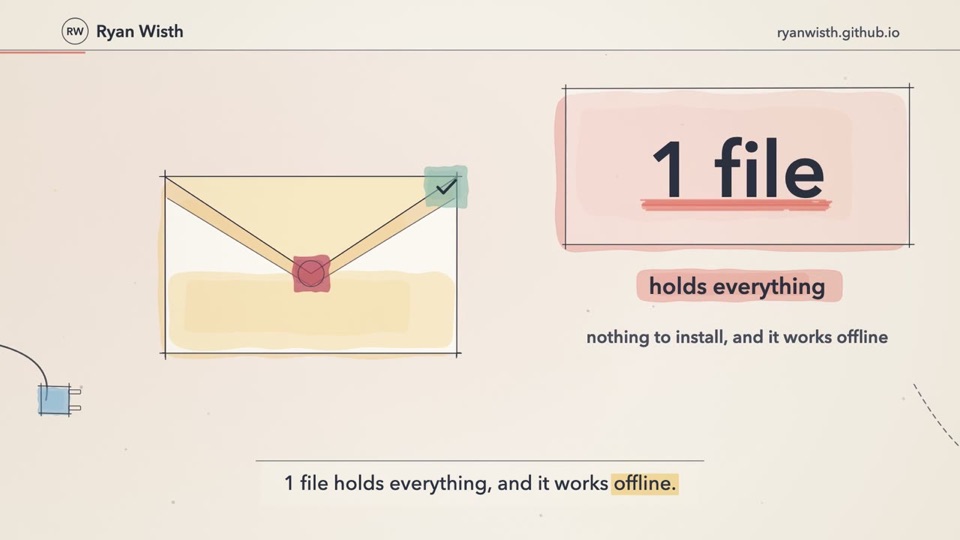 RW Ryan Wisth
ryanwisth.github.io
1 file
holds everything
nothing to install, and it works offline
1 file holds everything, and it works offline.